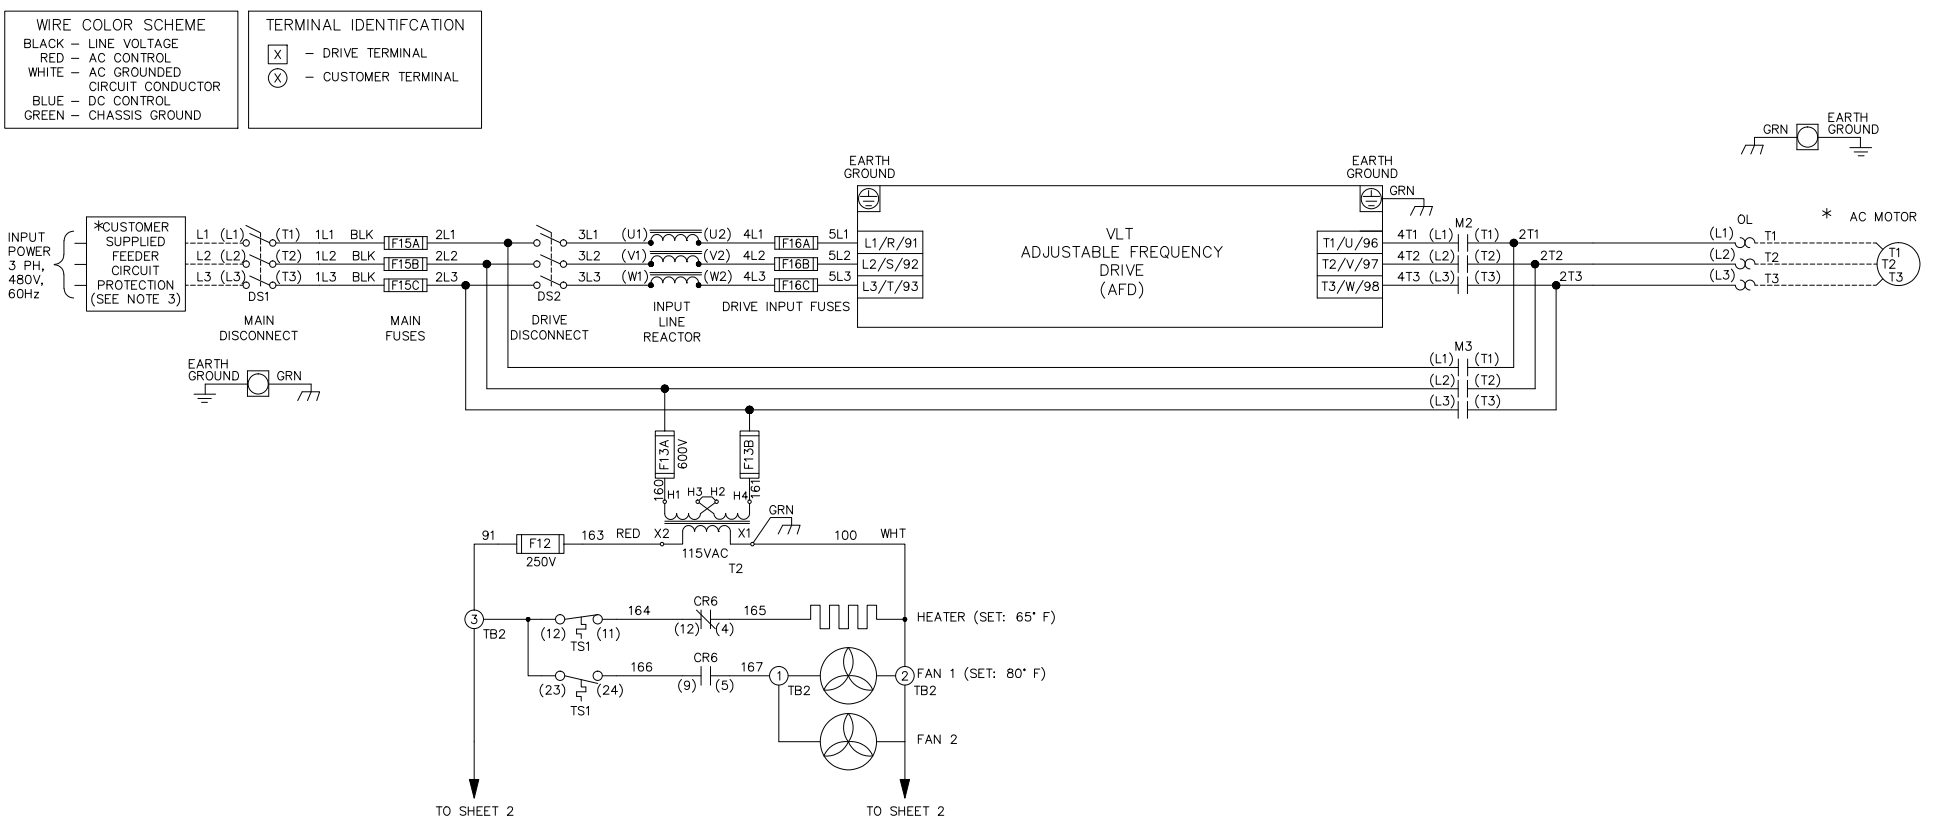 WIRE COLOR SCHEME
BLACK – LINE VOLTAGE
RED – AC CONTROL
WHITE – AC GROUNDED
CIRCUIT CONDUCTOR
BLUE – DC CONTROL
GREEN – CHASSIS GROUND
TERMINAL IDENTIFCATION
X – DRIVE TERMINAL
X – CUSTOMER TERMINAL
GRN
EARTH
GROUND
INPUT
POWER
3 PH,
480V,
60Hz
*CUSTOMER
SUPPLIED
FEEDER
CIRCUIT
PROTECTION
(SEE NOTE 3)
L1 (L1) (T1) 1L1 BLK F15A 2L1
L2 (L2) (T2) 1L2 BLK F15B 2L2
L3 (L3) (T3) 1L3 BLK F15C 2L3
DS1
MAIN
DISCONNECT
MAIN
FUSES
3L1 (U1) (U2) 4L1 F16A 5L1
3L2 (V1) (V2) 4L2 F16B 5L2
3L3 (W1) (W2) 4L3 F16C 5L3
DS2
DRIVE
DISCONNECT
INPUT
LINE
REACTOR
DRIVE INPUT FUSES
EARTH
GROUND
L1/R/91
L2/S/92
L3/T/93
VLT
ADJUSTABLE FREQUENCY
DRIVE
(AFD)
EARTH
GROUND
GRN
T1/U/96
T2/V/97
T3/W/98
M2
4T1 (L1) (T1) 2T1
4T2 (L2) (T2) 2T2
4T3 (L3) (T3) 2T3
OL
(L1) T1
(L2) T2
(L3) T3
* AC MOTOR
T1
T2
T3
M3
(L1) (T1)
(L2) (T2)
(L3) (T3)
EARTH
GROUND
GRN
F13A
600V
F13B
160
161
H1 H3 H2 H4
GRN
91
F12
250V
163
RED
X2
X1
115VAC
T2
100
WHT
3
TB2
(12) (11)
TS1
164
CR6
(12) (4)
165
HEATER (SET: 65° F)
(23) (24)
TS1
166
CR6
(9) (5)
167
1
TB2
2
TB2
FAN 1 (SET: 80° F)
FAN 2
TO SHEET 2
TO SHEET 2